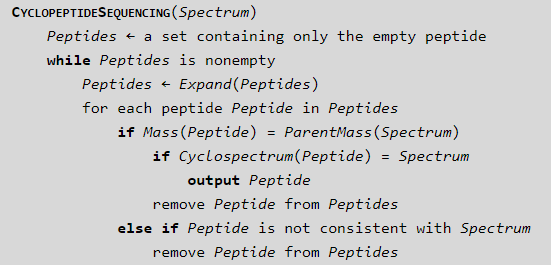 CYCLOPEPTIDESEQUENCING(Spectrum)
Peptides ← a set containing only the empty peptide
while Peptides is nonempty
Peptides ← Expand(Peptides)
for each peptide Peptide in Peptides
if Mass(Peptide) = ParentMass(Spectrum)
if Cyclospectrum(Peptide) = Spectrum
output Peptide
remove Peptide from Peptides
else if Peptide is not consistent with Spectrum
remove Peptide from Peptides